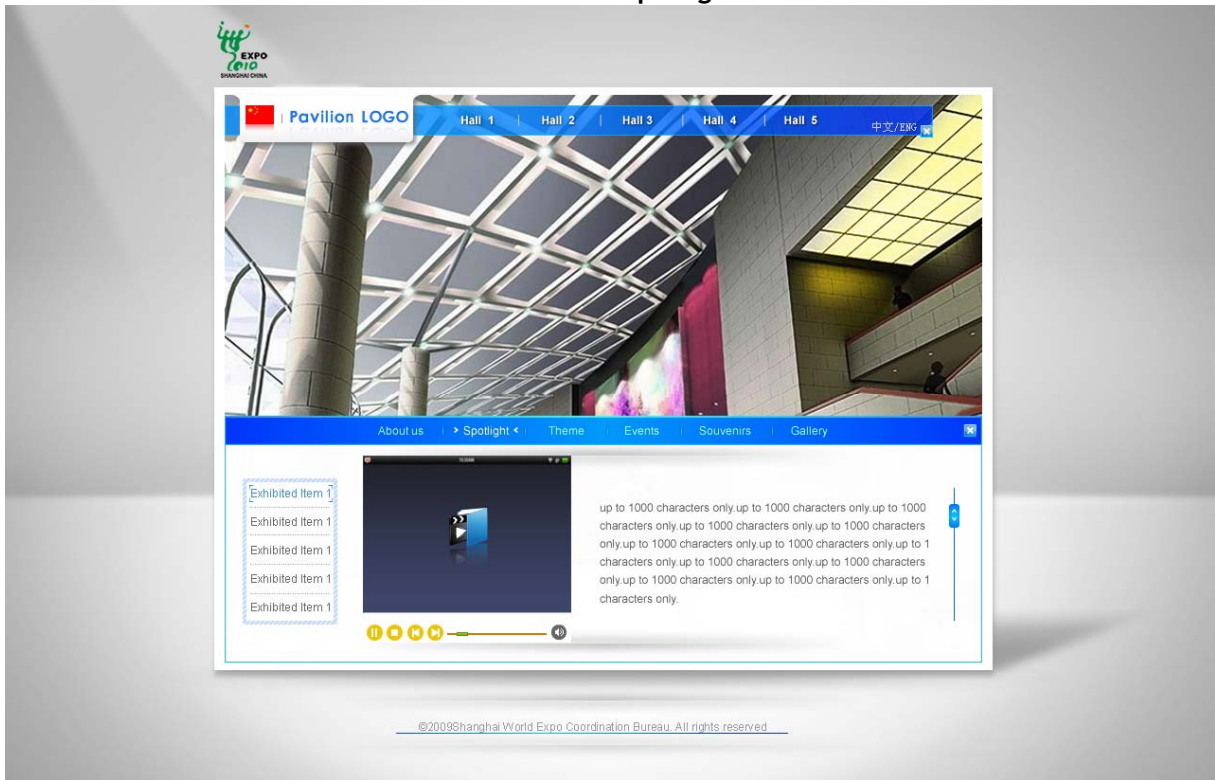 EXPO
2010
SHANGHAI CHINA
Pavilion LOGO
Hall 1 | Hall 2 | Hall 3 | Hall 4 | Hall 5
中文/ENG
About us | > Spotlight < | Theme | Events | Souvenirs | Gallery
Exhibited Item 1
Exhibited Item 1
Exhibited Item 1
Exhibited Item 1
Exhibited Item 1
up to 1000 characters only.up to 1000 characters only.up to 1000
characters only.up to 1000 characters only.up to 1000 characters
only.up to 1000 characters only.up to 1000 characters only.up to 1
characters only.up to 1000 characters only.up to 1000 characters
only.up to 1000 characters only.up to 1000 characters only.up to 1
characters only.
©2009Shanghai World Expo Coordination Bureau. All rights reserved